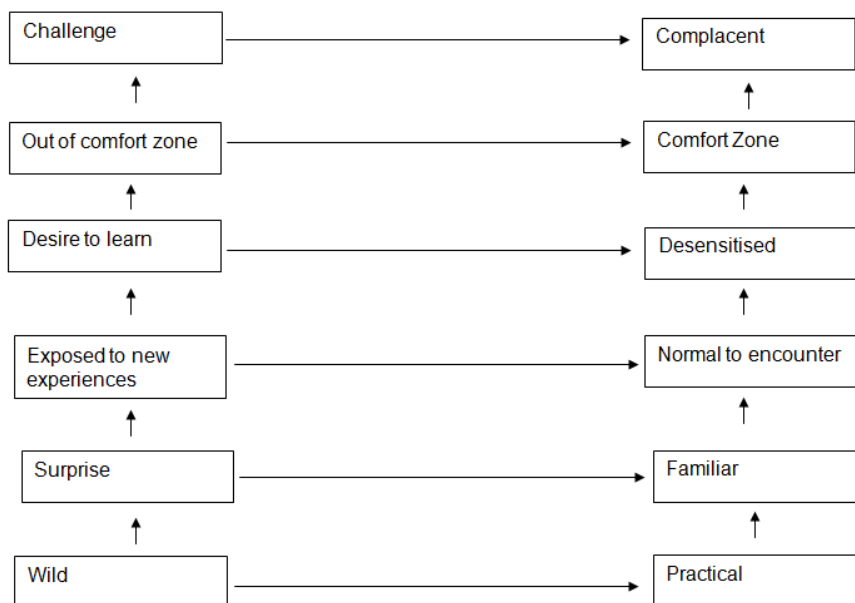 Challenge
Complacent
Out of comfort zone
Comfort Zone
Desire to learn
Desensitised
Exposed to new
experiences
Normal to encounter
Surprise
Familiar
Wild
Practical